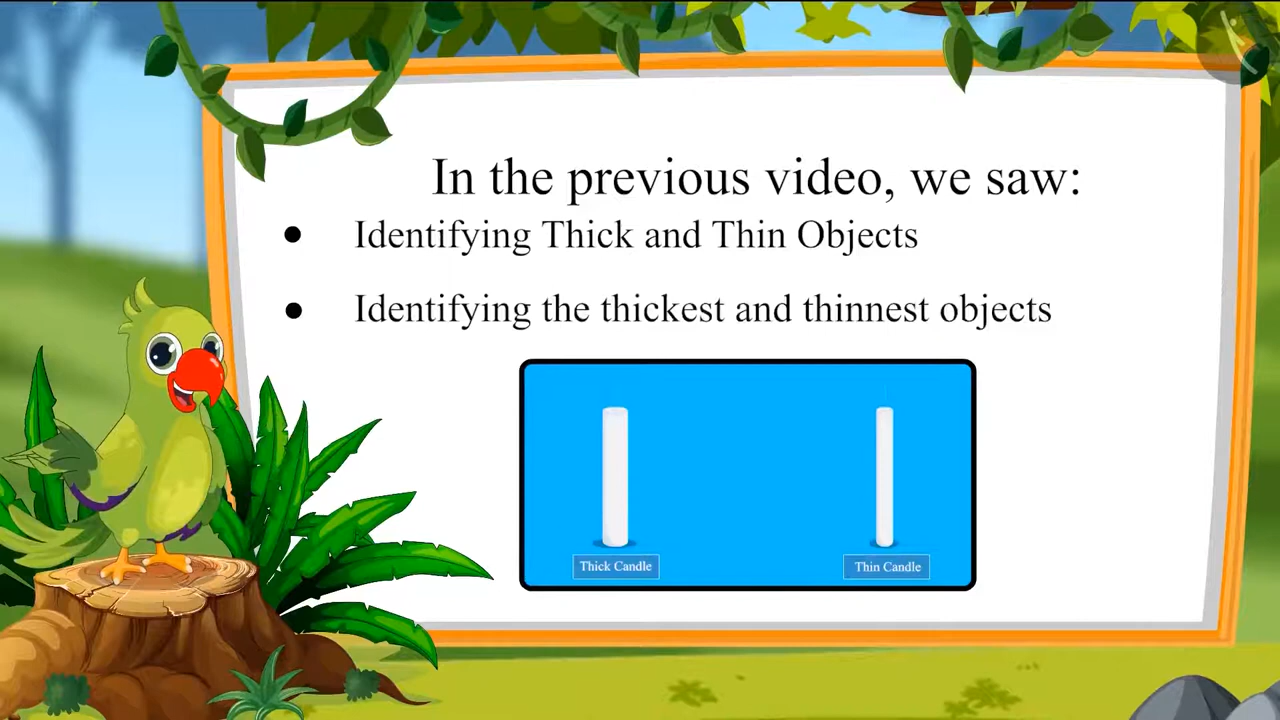 In the previous video, we saw:
● Identifying Thick and Thin Objects
● Identifying the thickest and thinnest objects
Thick Candle
Thin Candle